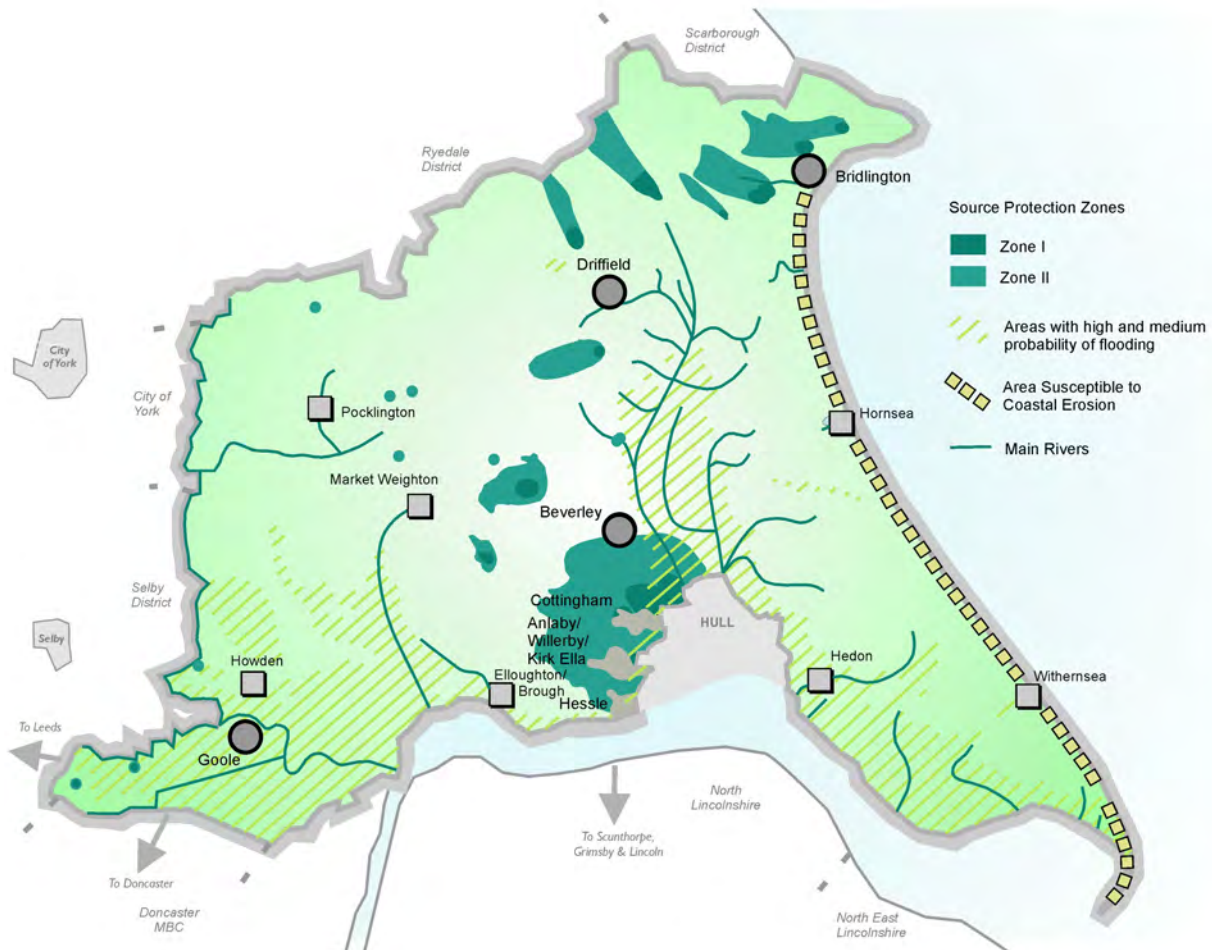 Scarborough
District
Ryedale
District
Bridlington
Source Protection Zones
Zone I
Zone II
Driffield
Areas with high and medium
probability of flooding
City
of York
City of
York
Pocklington
Area Susceptible to
Coastal Erosion
Hornsea
Main Rivers
Market Weighton
Beverley
Selby
District
Cottingham
Anlaby/
Willerby/
Kirk Ella
HULL
Selby
Howden
Elloughton/
Brough
Hessle
Hedon
Withernsea
To Leeds
Goole
North
Lincolnshire
To Scunthorpe,
Grimsby & Lincoln
To Doncaster
Doncaster
MBC
North East
Lincolnshire